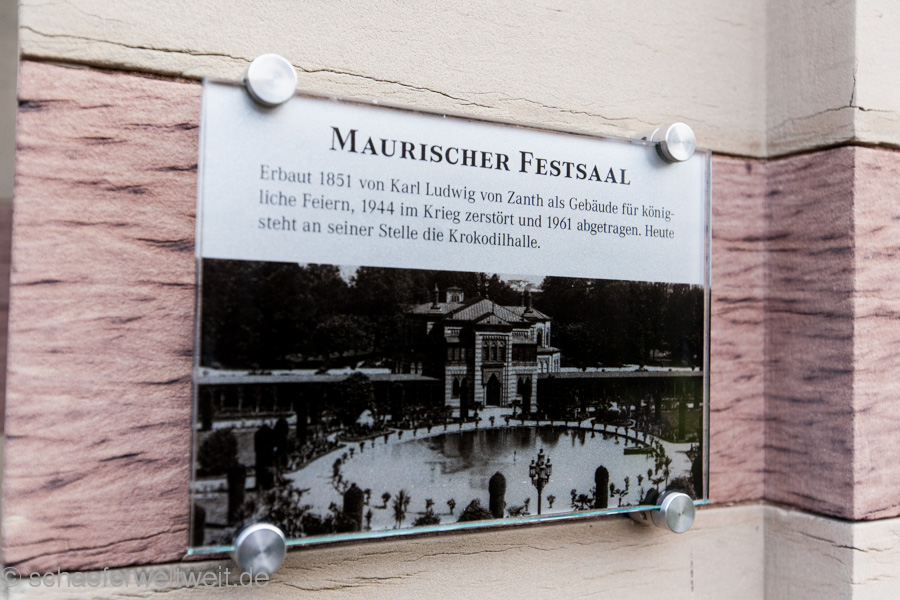 MAURISCHER FESTSAAL
Erbaut 1851 von Karl Ludwig von Zanth als Gebäude für könig-
liche Feiern, 1944 im Krieg zerstört und 1961 abgetragen. Heute
steht an seiner Stelle die Krokodilhalle.
© schaeferweltweit.de